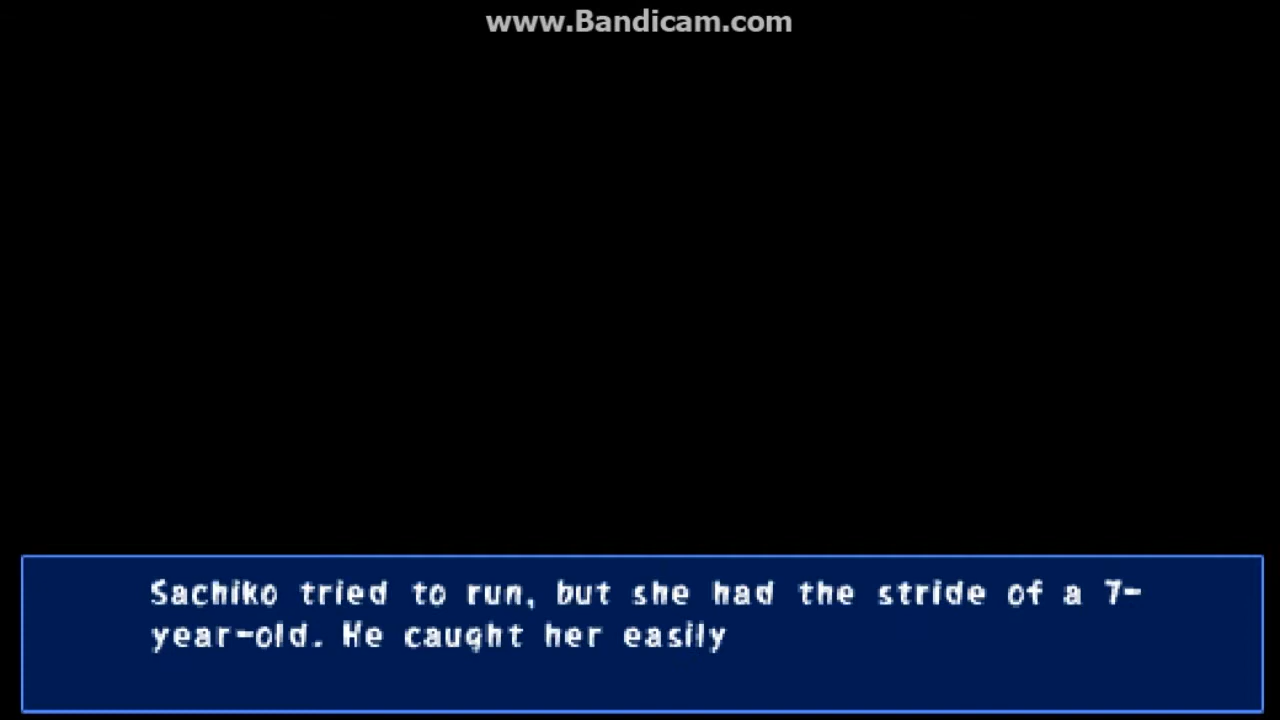 www.Bandicam.com
Sachiko tried to run, but she had the stride of a 7-
year-old. He caught her easily